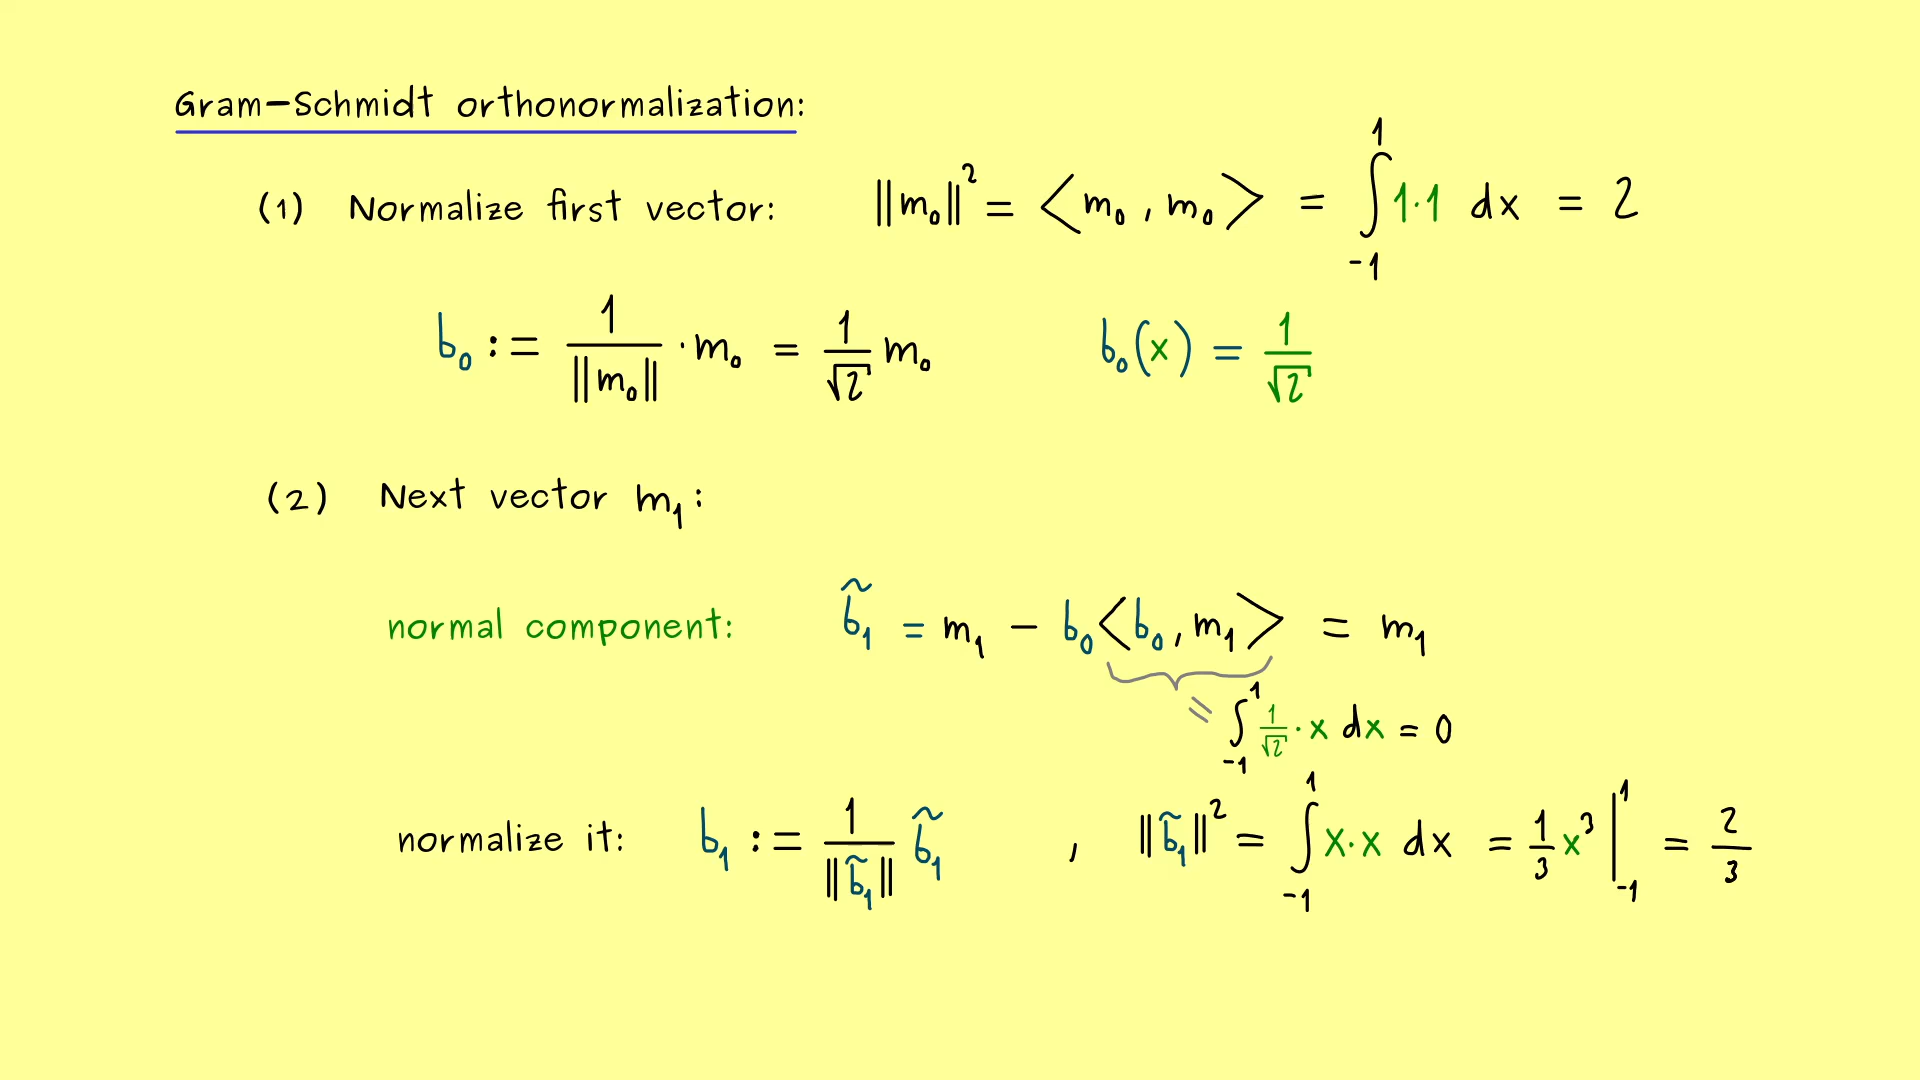 Gram-Schmidt orthonormalization:
(1) Normalize first vector: ‖m₀‖² = <m₀, m₀> = ∫₋₁¹ 1·1 dx = 2
b₀ := 1/‖m₀‖ · m₀ = 1/√2 m₀   b₀(x) = 1/√2
(2) Next vector m₁:
normal component: b̃₁ = m₁ − b₀<b₀, m₁> = m₁
= ∫₋₁¹ 1/√2 · x dx = 0
normalize it: b₁ := 1/‖b̃₁‖ b̃₁ , ‖b̃₁‖² = ∫₋₁¹ x·x dx = 1/3 x³ |₋₁¹ = 2/3